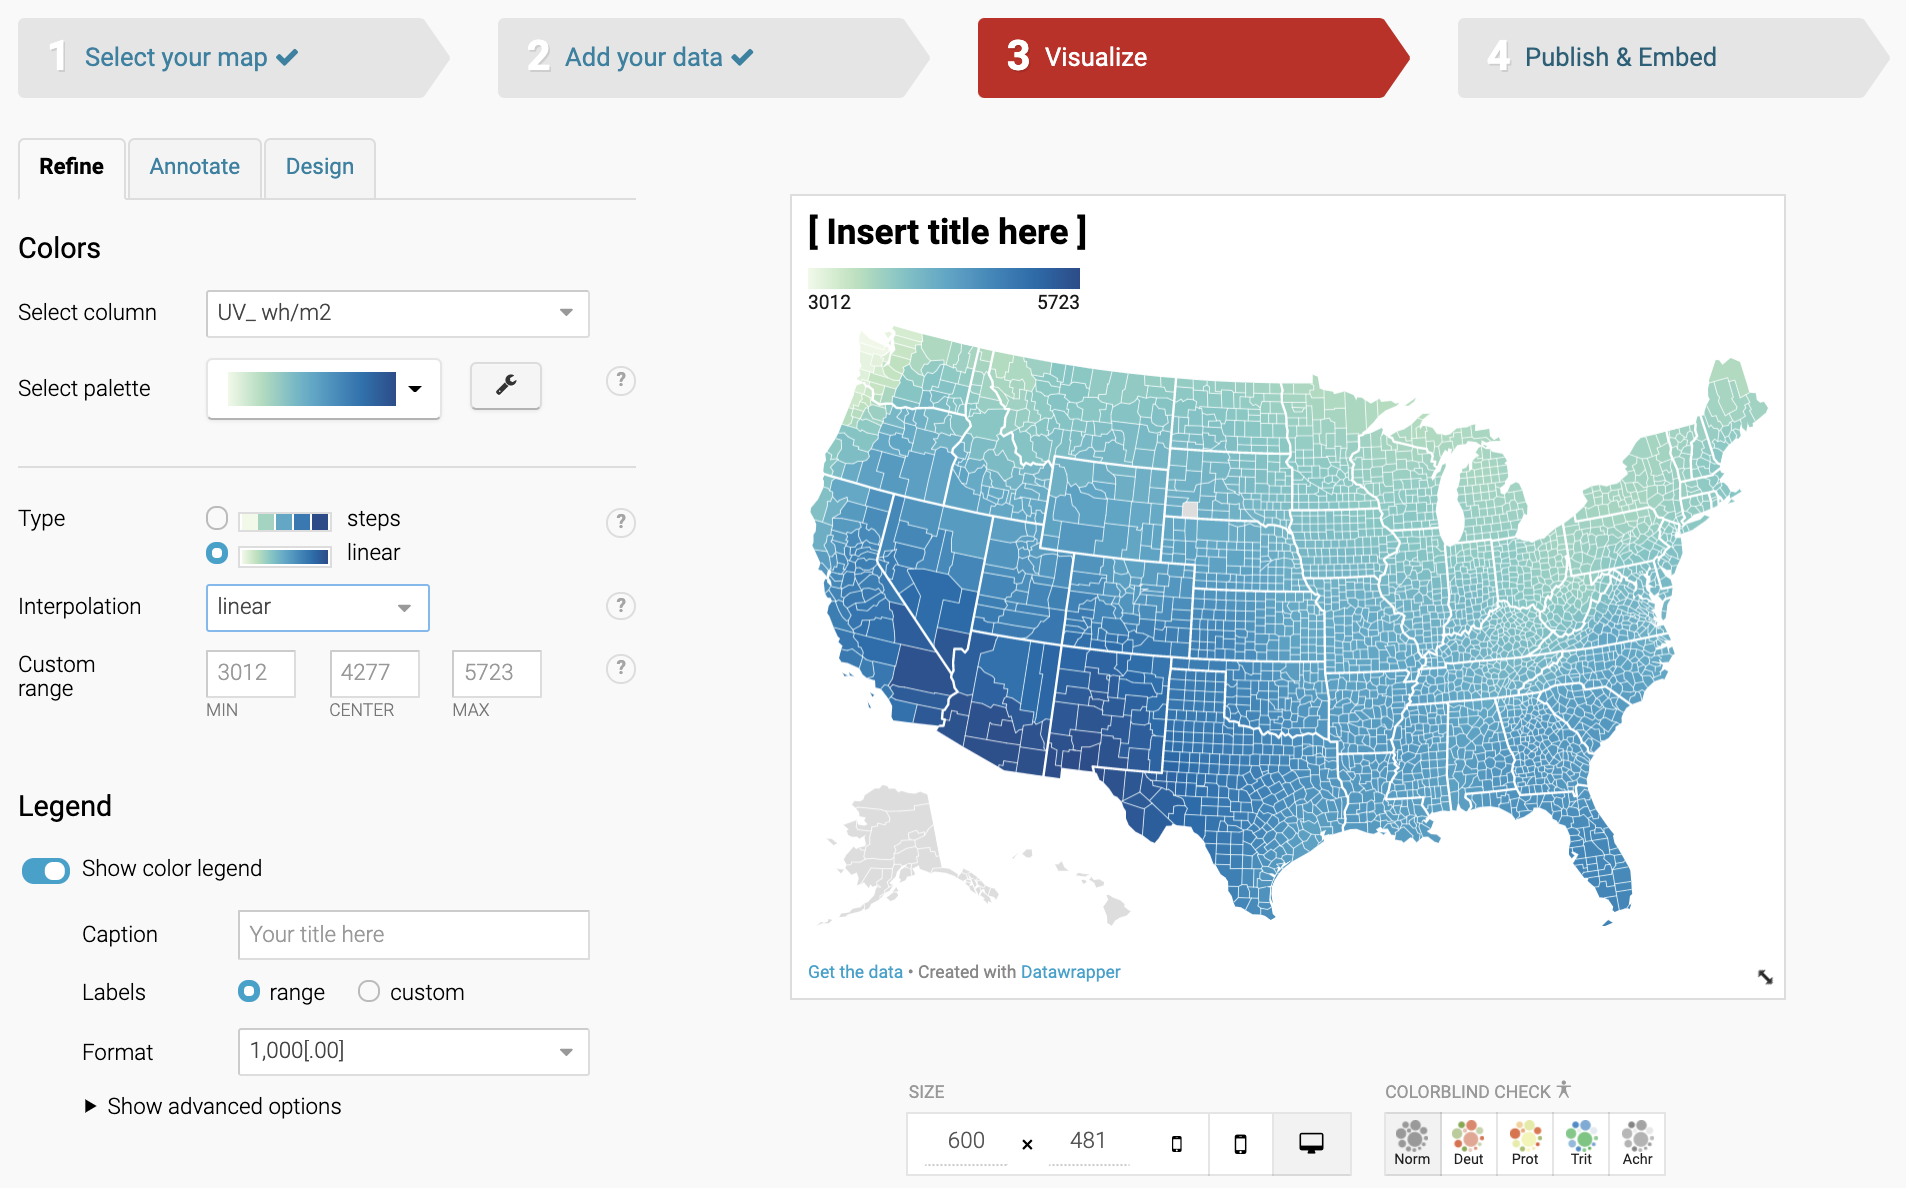 1 Select your map
2 Add your data
3 Visualize
4 Publish & Embed
Refine
Annotate
Design
Colors
Select column
UV_ wh/m2
Select palette
?
Type
steps
?
linear
Interpolation
linear
?
Custom
range
3012
4277
5723
?
MIN
CENTER
MAX
Legend
Show color legend
Caption
Your title here
Labels
range
custom
Format
1,000[.00]
Show advanced options
[ Insert title here ]
3012
5723
Get the data • Created with Datawrapper
SIZE
600 × 481
COLORBLIND CHECK
Norm
Deut
Prot
Trit
Achr